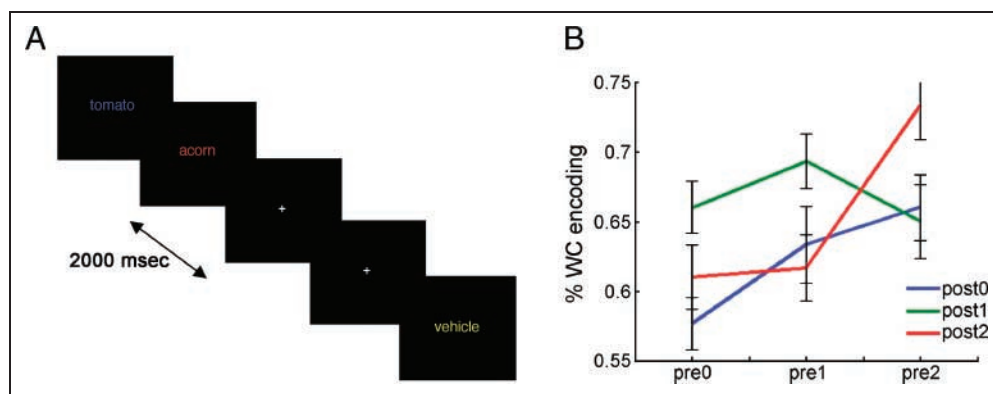 A
tomato
acorn
+
+
vehicle
2000 msec
B
% WC encoding
0.75
0.7
0.65
0.6
0.55
pre0
pre1
pre2
post0
post1
post2